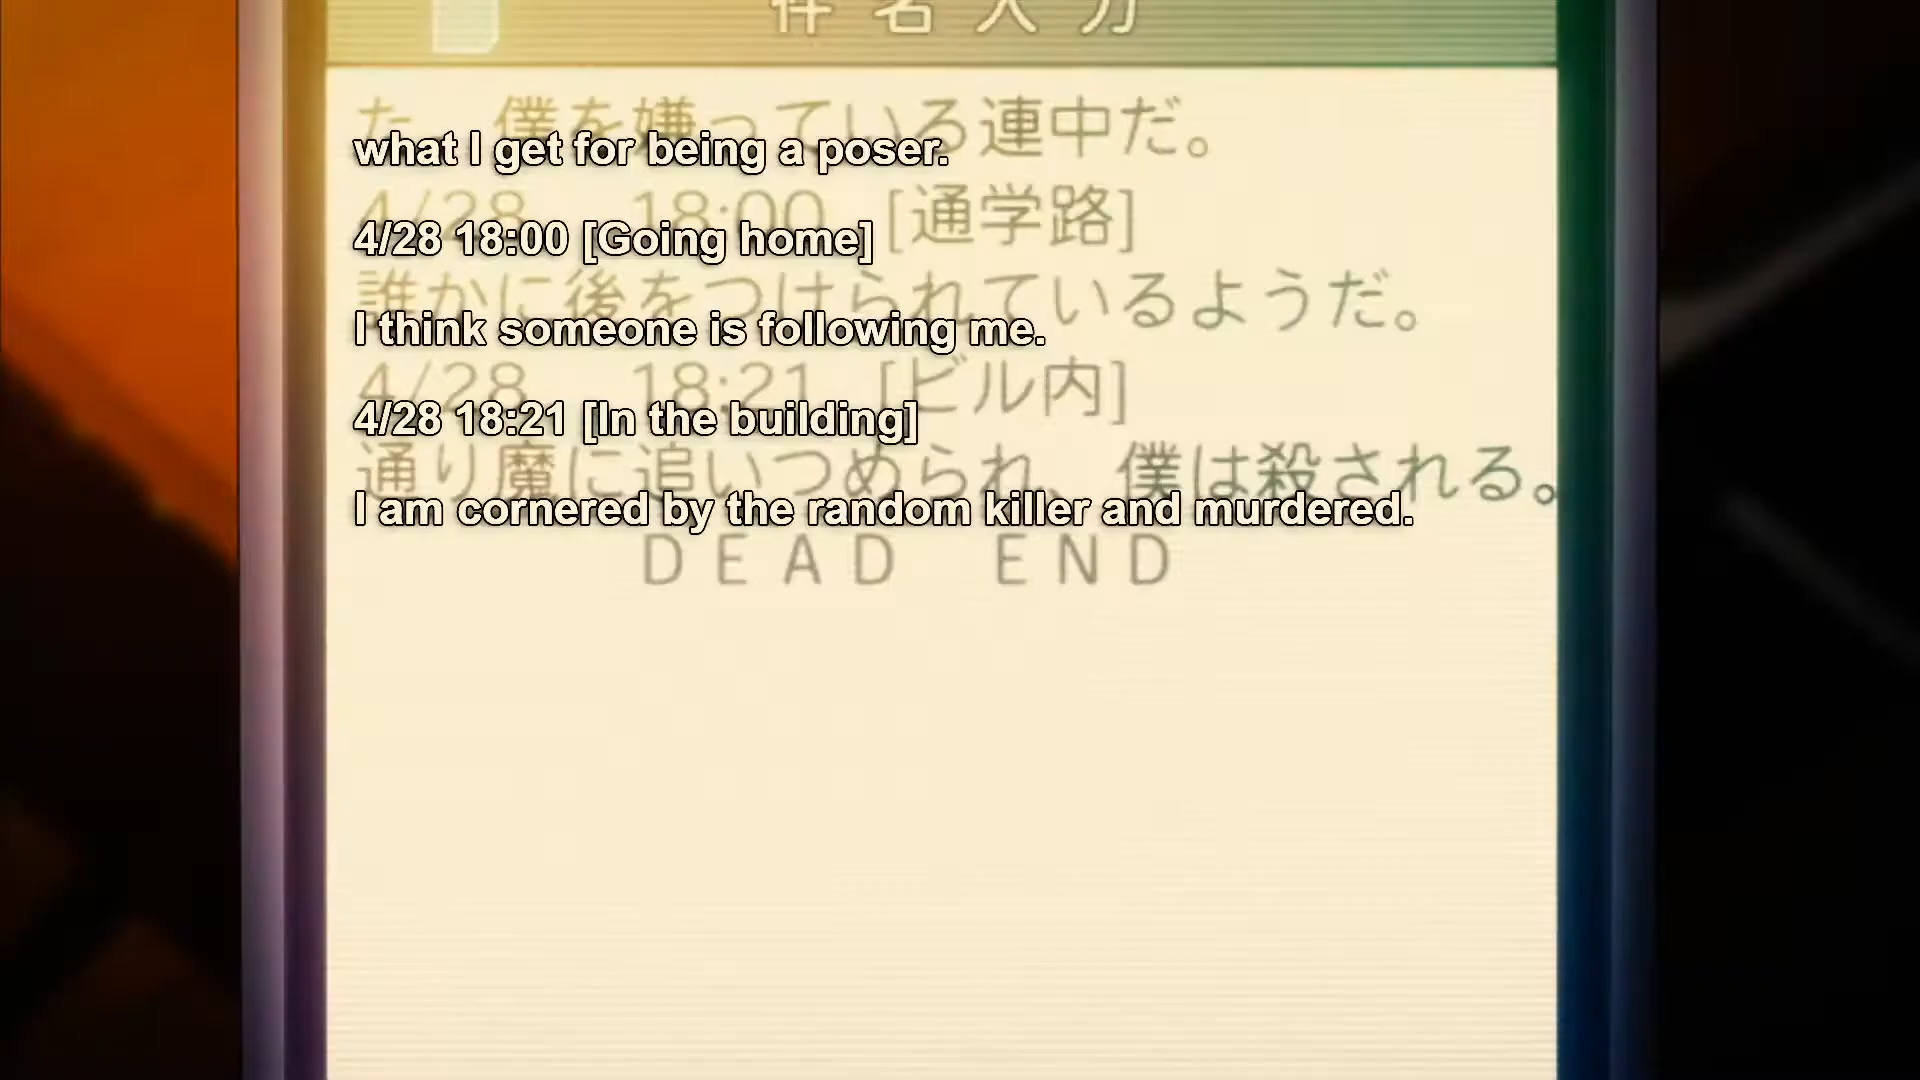 件名入力
た。僕を嫌っている連中だ。
what I get for being a poser.
4/28 18:00 [通学路]
4/28 18:00 [Going home]
誰かに後をつけられているようだ。
I think someone is following me.
4/28 18:21 [ビル内]
4/28 18:21 [In the building]
通り魔に追いつめられ、僕は殺される。
I am cornered by the random killer and murdered.
DEAD END